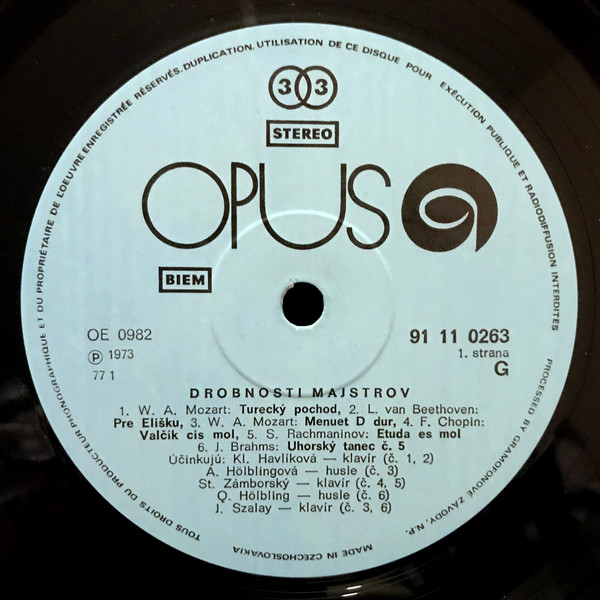 TOUS DROITS DU PRODUCTEUR PHONOGRAPHIQUE ET DU PROPRIÉTAIRE DE L'OEUVRE ENREGISTRÉE RÉSERVÉS. DUPLICATION, UTILISATION DE CE DISQUE POUR EXÉCUTION PUBLIQUE ET RADIODIFFUSION INTERDITES
33
STEREO
OPUS
BIEM
OE 0982
91 11 0263
Ⓟ 1973
1. strana
77 1
G
DROBNOSTI MAJSTROV
1. W. A. Mozart: Turecký pochod, 2. L. van Beethoven:
Pre Elišku, 3. W. A. Mozart: Menuet D dur, 4. F. Chopin:
Valčík cis mol, 5. S. Rachmaninov: Etuda es mol
6. J. Brahms: Uhorský tanec č. 5
Účinkujú: Kl. Havlíková — klavír (č. 1, 2)
A. Hölblingová — husle (č. 3)
St. Zámborský — klavír (č. 4, 5)
Q. Hölbling — husle (č. 6)
J. Szalay — klavír (č. 3, 6)
PROCESSED BY GRAMOFONOVÉ ZÁVODY, N.P.
MADE IN CZECHOSLOVAKIA